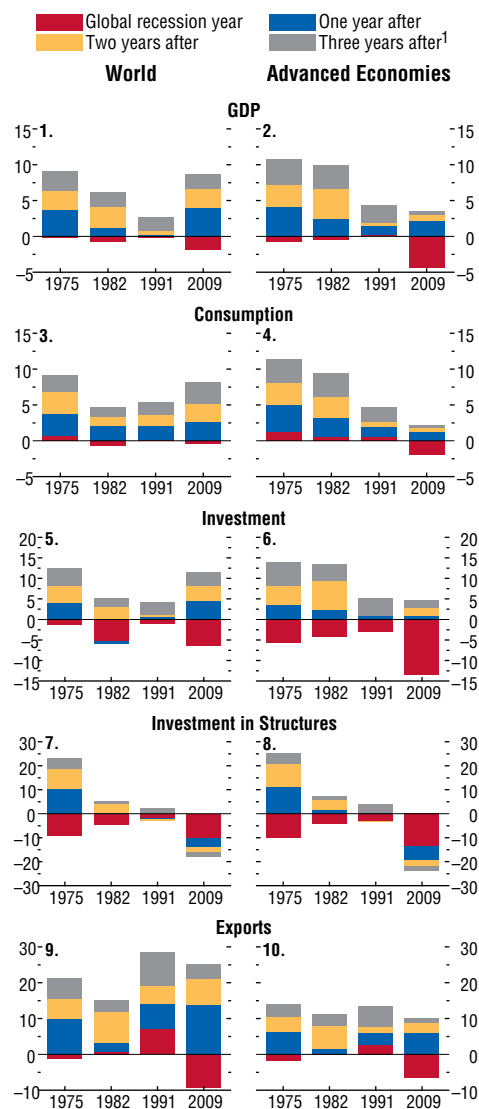 Global recession year One year after
Two years after Three years after1
World Advanced Economies
GDP
15 1. 2. 15
10 10
5 5
0 0
–5 –5
1975 1982 1991 2009 1975 1982 1991 2009
Consumption
15 3. 4. 15
10 10
5 5
0 0
–5 –5
1975 1982 1991 2009 1975 1982 1991 2009
Investment
20 5. 6. 20
15 15
10 10
5 5
0 0
–5 –5
–10 –10
–15 –15
1975 1982 1991 2009 1975 1982 1991 2009
Investment in Structures
30 7. 8. 30
20 20
10 10
0 0
–10 –10
–20 –20
–30 –30
1975 1982 1991 2009 1975 1982 1991 2009
Exports
30 9. 10. 30
20 20
10 10
0 0
–10 –10
1975 1982 1991 2009 1975 1982 1991 2009